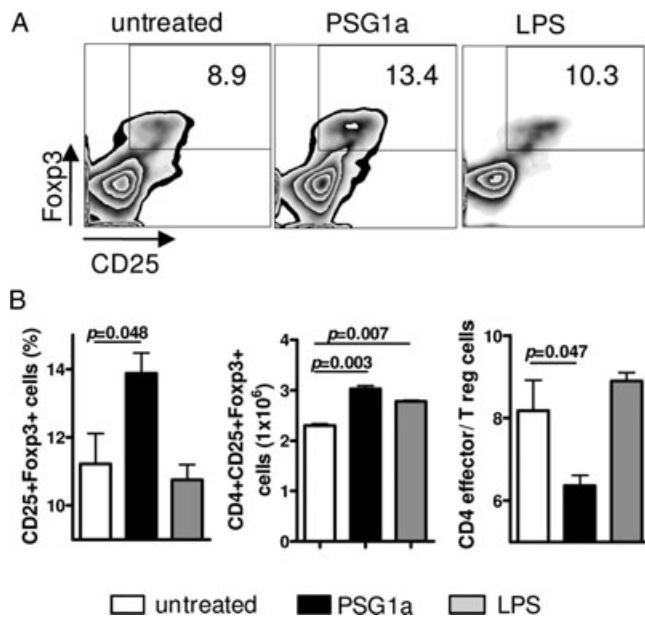 A
untreated
PSG1a
LPS
8.9
13.4
10.3
Foxp3
CD25
B
CD25+Foxp3+ cells (%)
14
12
10
p=0.048
CD4+CD25+Foxp3+
cells (1x10⁶)
4
3
2
1
0
p=0.007
p=0.003
CD4 effector/ T reg cells
10
8
6
p=0.047
untreated
PSG1a
LPS